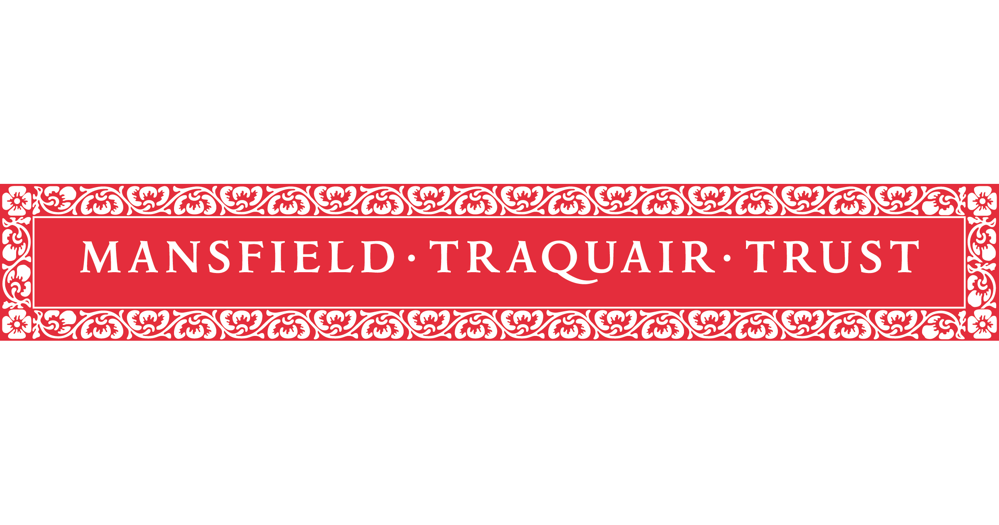 MANSFIELD · TRAQUAIR · TRUST